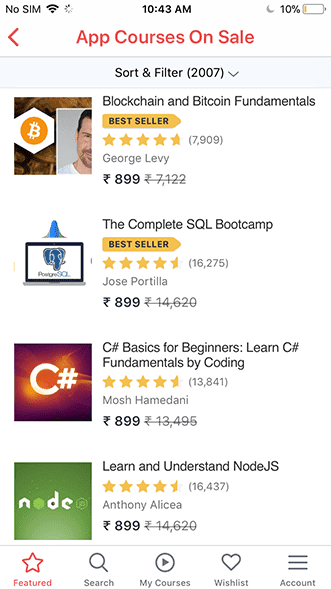 No SIM 10:43 AM 10%
App Courses On Sale
Sort & Filter (2007)
Blockchain and Bitcoin Fundamentals
BEST SELLER
(7,909)
George Levy
₹ 899 ₹ 7,122
The Complete SQL Bootcamp
BEST SELLER
PostgreSQL
(16,275)
Jose Portilla
₹ 899 ₹ 14,620
C# Basics for Beginners: Learn C#
Fundamentals by Coding
C#
(13,841)
Mosh Hamedani
₹ 899 ₹ 13,495
Learn and Understand NodeJS
node
(16,437)
Anthony Alicea
₹ 899 ₹ 14,620
Featured Search My Courses Wishlist Account